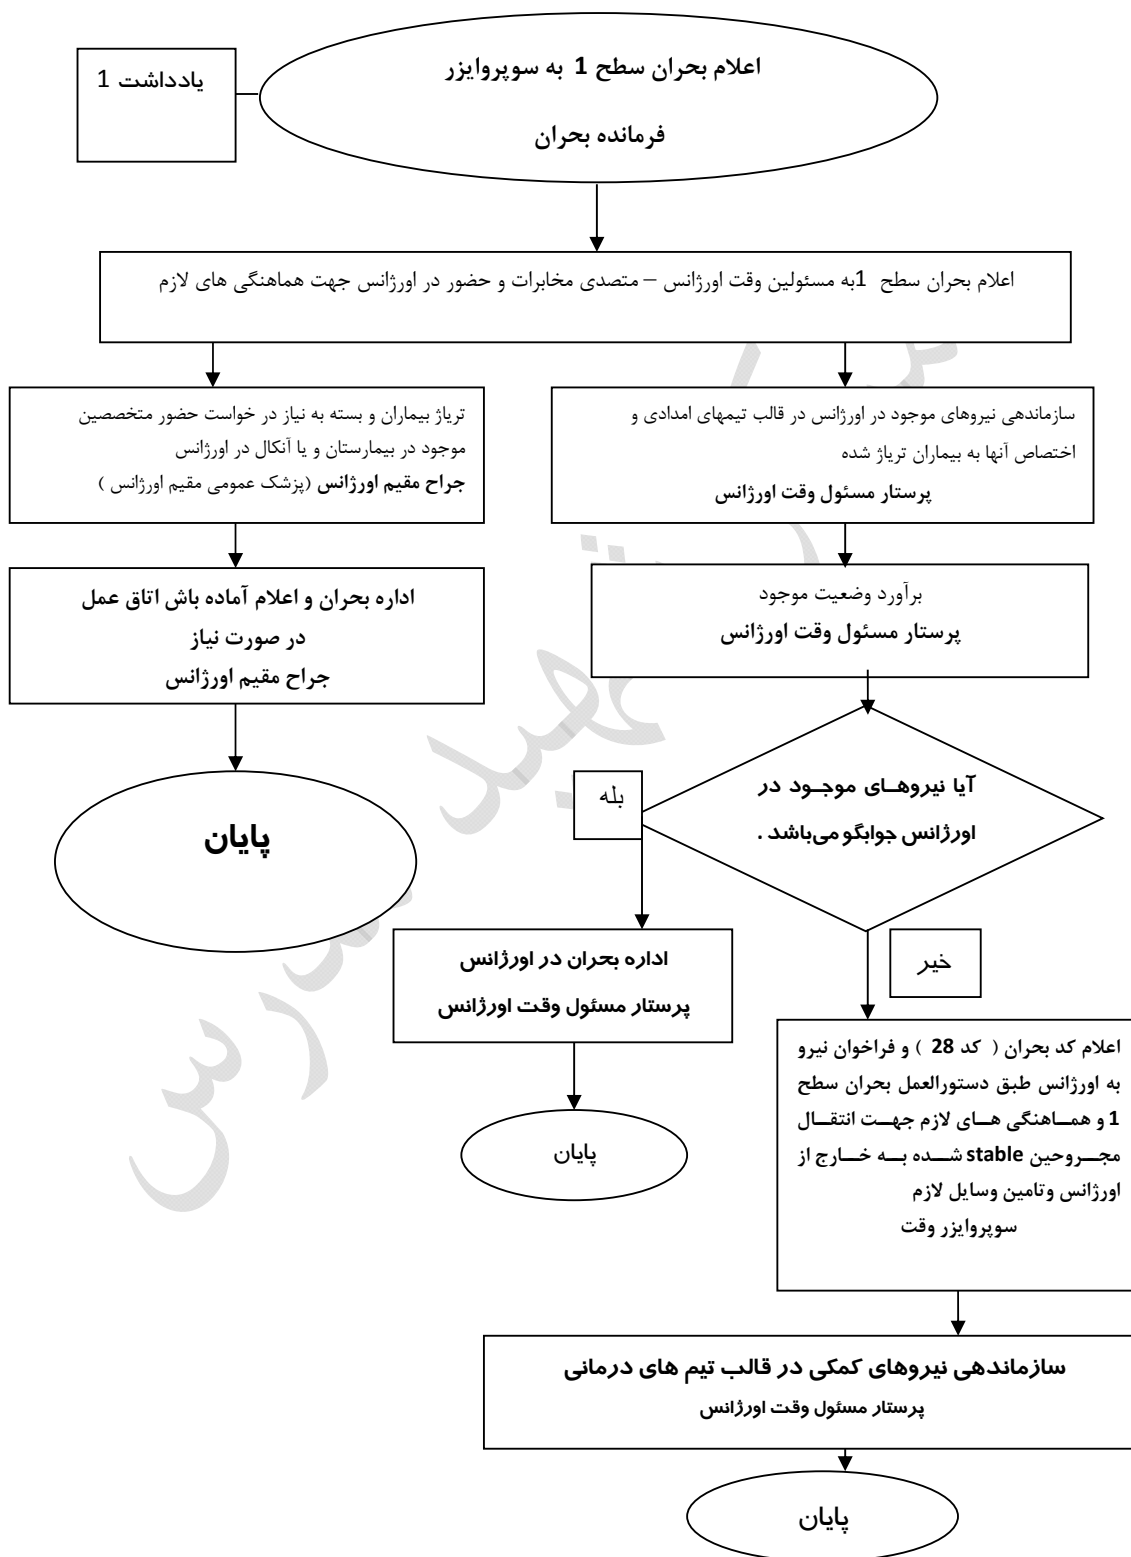 اعلام بحران سطح 1 به سوپروایزر
فرمانده بحران
یادداشت 1
اعلام بحران سطح 1به مسئولین وقت اورژانس – متصدی مخابرات و حضور در اورژانس جهت هماهنگی های لازم
سازماندهی نیروهای موجود در اورژانس در قالب تیمهای امدادی و
اختصاص آنها به بیماران تریاژ شده
پرستار مسئول وقت اورژانس
تریاژ بیماران و بسته به نیاز در خواست حضور متخصصین
موجود در بیمارستان و یا آنکال در اورژانس
جراح مقیم اورژانس (پزشک عمومی مقیم اورژانس )
برآورد وضعیت موجود
پرستار مسئول وقت اورژانس
اداره بحران و اعلام آماده باش اتاق عمل
در صورت نیاز
جراح مقیم اورژانس
آیا نیروهای موجود در
اورژانس جوابگو می‌باشد .
بله
پایان
خیر
اداره بحران در اورژانس
پرستار مسئول وقت اورژانس
پایان
اعلام کد بحران ( کد 28 ) و فراخوان نیرو
به اورژانس طبق دستورالعمل بحران سطح
1 و هماهنگی های لازم جهت انتقال
مجروحین stable شده به خارج از
اورژانس وتامین وسایل لازم
سوپروایزر وقت
سازماندهی نیروهای کمکی در قالب تیم های درمانی
پرستار مسئول وقت اورژانس
پایان